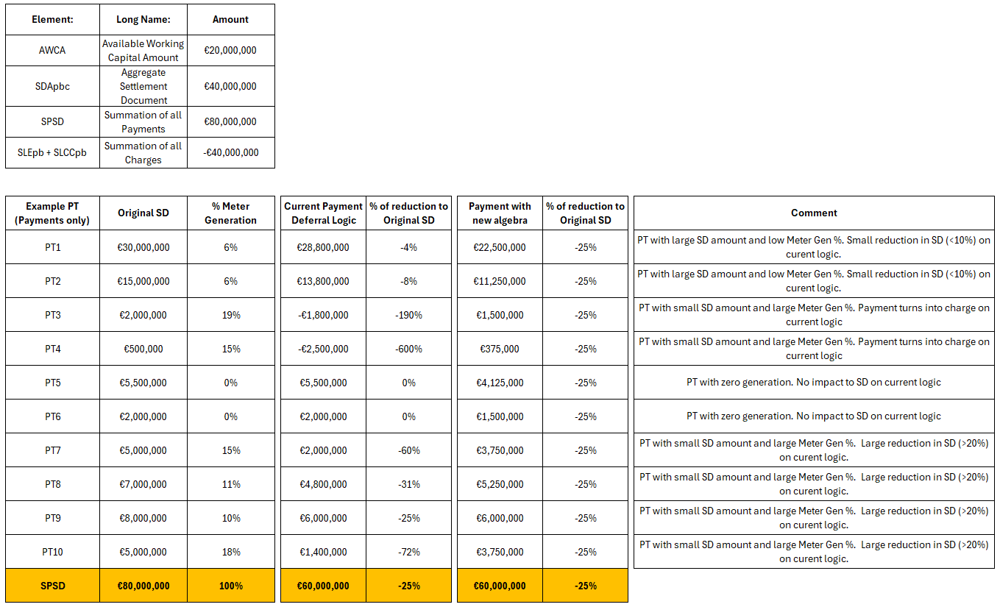 Element: Long Name: Amount
AWCA Available Working Capital Amount €20,000,000
SDApbc Aggregate Settlement Document €40,000,000
SPSD Summation of all Payments €80,000,000
SLEpb + SLCCpb Summation of all Charges -€40,000,000
Example PT (Payments only) Original SD % Meter Generation Current Payment Deferral Logic % of reduction to Original SD Payment with new algebra % of reduction to Original SD Comment
PT1 €30,000,000 6% €28,800,000 -4% €22,500,000 -25% PT with large SD amount and low Meter Gen %. Small reduction in SD (<10%) on curent logic.
PT2 €15,000,000 6% €13,800,000 -8% €11,250,000 -25% PT with large SD amount and low Meter Gen %. Small reduction in SD (<10%) on curent logic.
PT3 €2,000,000 19% -€1,800,000 -190% €1,500,000 -25% PT with small SD amount and large Meter Gen %. Payment turns into charge on current logic
PT4 €500,000 15% -€2,500,000 -600% €375,000 -25% PT with small SD amount and large Meter Gen %. Payment turns into charge on current logic
PT5 €5,500,000 0% €5,500,000 0% €4,125,000 -25% PT with zero generation. No impact to SD on current logic
PT6 €2,000,000 0% €2,000,000 0% €1,500,000 -25% PT with zero generation. No impact to SD on current logic
PT7 €5,000,000 15% €2,000,000 -60% €3,750,000 -25% PT with small SD amount and large Meter Gen %. Large reduction in SD (>20%) on curent logic.
PT8 €7,000,000 11% €4,800,000 -31% €5,250,000 -25% PT with small SD amount and large Meter Gen %. Large reduction in SD (>20%) on curent logic.
PT9 €8,000,000 10% €6,000,000 -25% €6,000,000 -25% PT with small SD amount and large Meter Gen %. Large reduction in SD (>20%) on curent logic.
PT10 €5,000,000 18% €1,400,000 -72% €3,750,000 -25% PT with small SD amount and large Meter Gen %. Large reduction in SD (>20%) on curent logic.
SPSD €80,000,000 100% €60,000,000 -25% €60,000,000 -25%